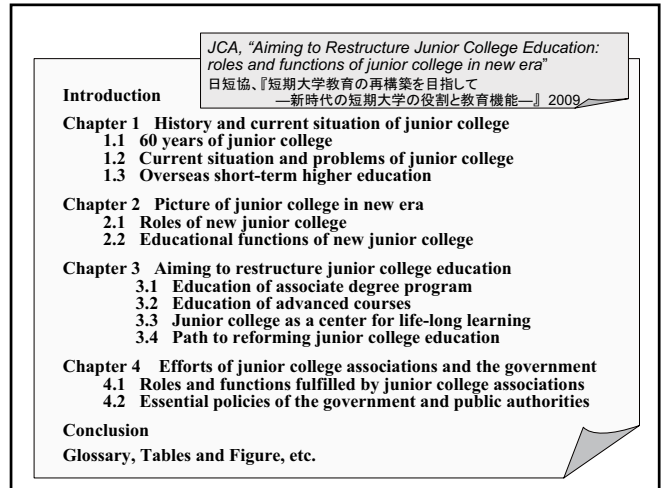 JCA, “Aiming to Restructure Junior College Education:
roles and functions of junior college in new era”
日短協、『短期大学教育の再構築を目指して
―新時代の短期大学の役割と教育機能―』 2009
Introduction
Chapter 1 History and current situation of junior college
1.1 60 years of junior college
1.2 Current situation and problems of junior college
1.3 Overseas short-term higher education
Chapter 2 Picture of junior college in new era
2.1 Roles of new junior college
2.2 Educational functions of new junior college
Chapter 3 Aiming to restructure junior college education
3.1 Education of associate degree program
3.2 Education of advanced courses
3.3 Junior college as a center for life-long learning
3.4 Path to reforming junior college education
Chapter 4 Efforts of junior college associations and the government
4.1 Roles and functions fulfilled by junior college associations
4.2 Essential policies of the government and public authorities
Conclusion
Glossary, Tables and Figure, etc.